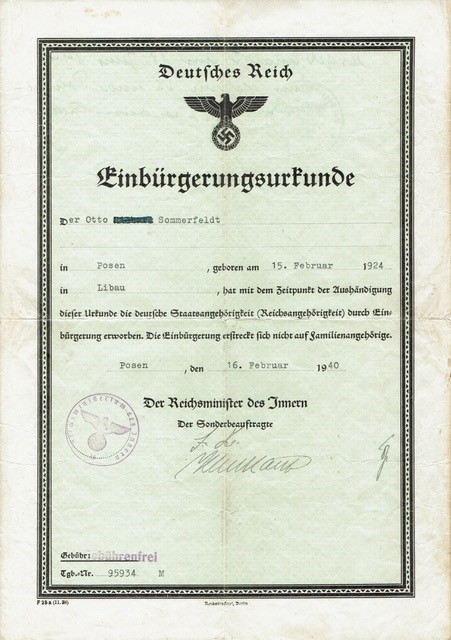 Deutsches Reich
Einbürgerungsurkunde
Der Otto Sommerfeldt
in Posen, geboren am 15. Februar 1924
in Libau, hat mit dem Zeitpunkt der Aushändigung
dieser Urkunde die deutsche Staatsangehörigkeit (Reichsangehörigkeit) durch Ein-
bürgerung erworben. Die Einbürgerung erstreckt sich nicht auf Familienangehörige.
Posen, den 16. Februar 1940
Der Reichsminister des Innern
Der Sonderbeauftragte
Gebühr: gebührenfrei
Tgb.-Nr. 95934 M